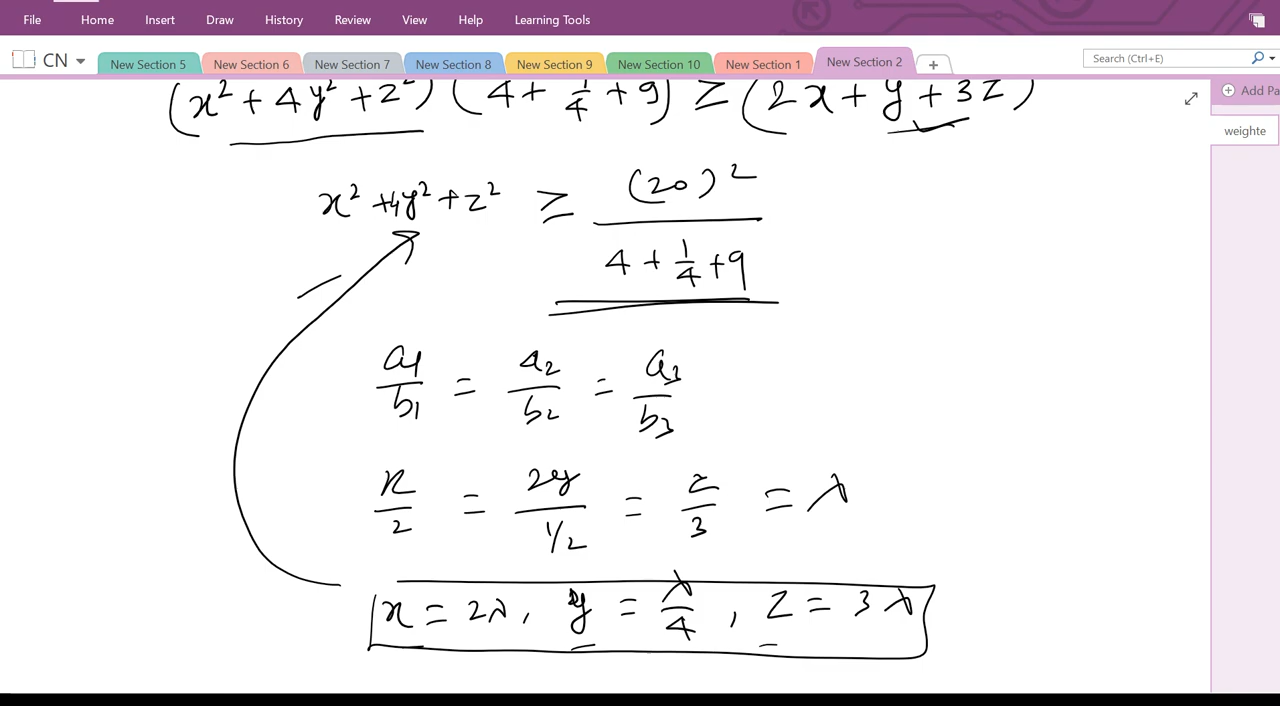 File Home Insert Draw History Review View Help Learning Tools
CN New Section 5 New Section 6 New Section 7 New Section 8 New Section 9 New Section 10 New Section 1 New Section 2 + Search (Ctrl+E)
(x² + 4y² + z²) (4 + 1/4 + 9) ≥ (2x + y + 3z)
Add Pa
weighte
x² + 4y² + z² ≥ (20)² / (4 + 1/4 + 9)
a1/b1 = a2/b2 = a3/b3
x/2 = 2y/(1/2) = z/3 = λ
x = 2λ, y = λ/4, z = 3λ